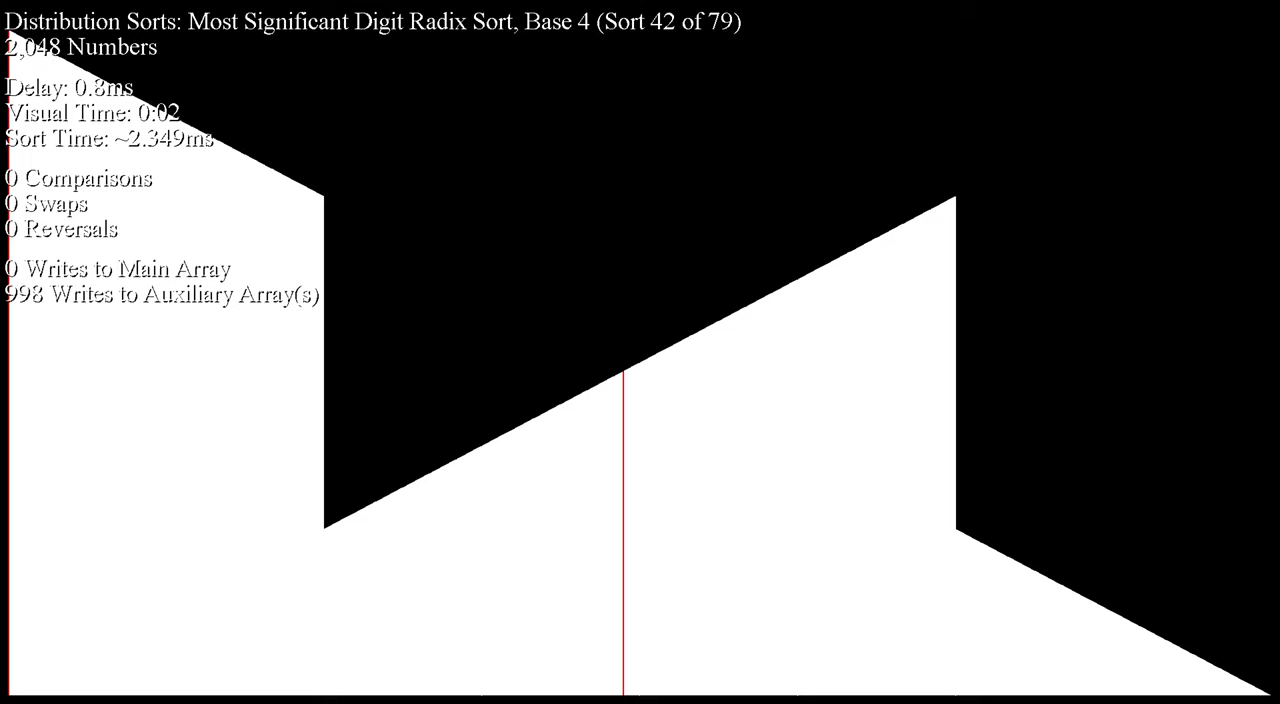 Distribution Sorts: Most Significant Digit Radix Sort, Base 4 (Sort 42 of 79)
2,048 Numbers
Delay: 0.8ms
Visual Time: 0:02
Sort Time: ~2.349ms
0 Comparisons
0 Swaps
0 Reversals
0 Writes to Main Array
998 Writes to Auxiliary Array(s)